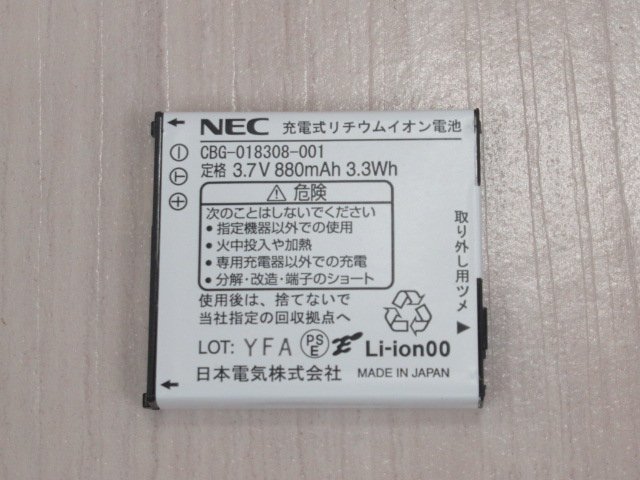 NEC 充電式リチウムイオン電池
CBG-018308-001
定格 3.7V 880mAh 3.3Wh
危険
次のことはしないでください
・指定機器以外での使用
・火中投入や加熱
・専用充電器以外での充電
・分解・改造・端子のショート
使用後は、捨てないで
当社指定の回収拠点へ
取り外し用ツメ
LOT: YFA PSE Li-ion00
日本電気株式会社 MADE IN JAPAN